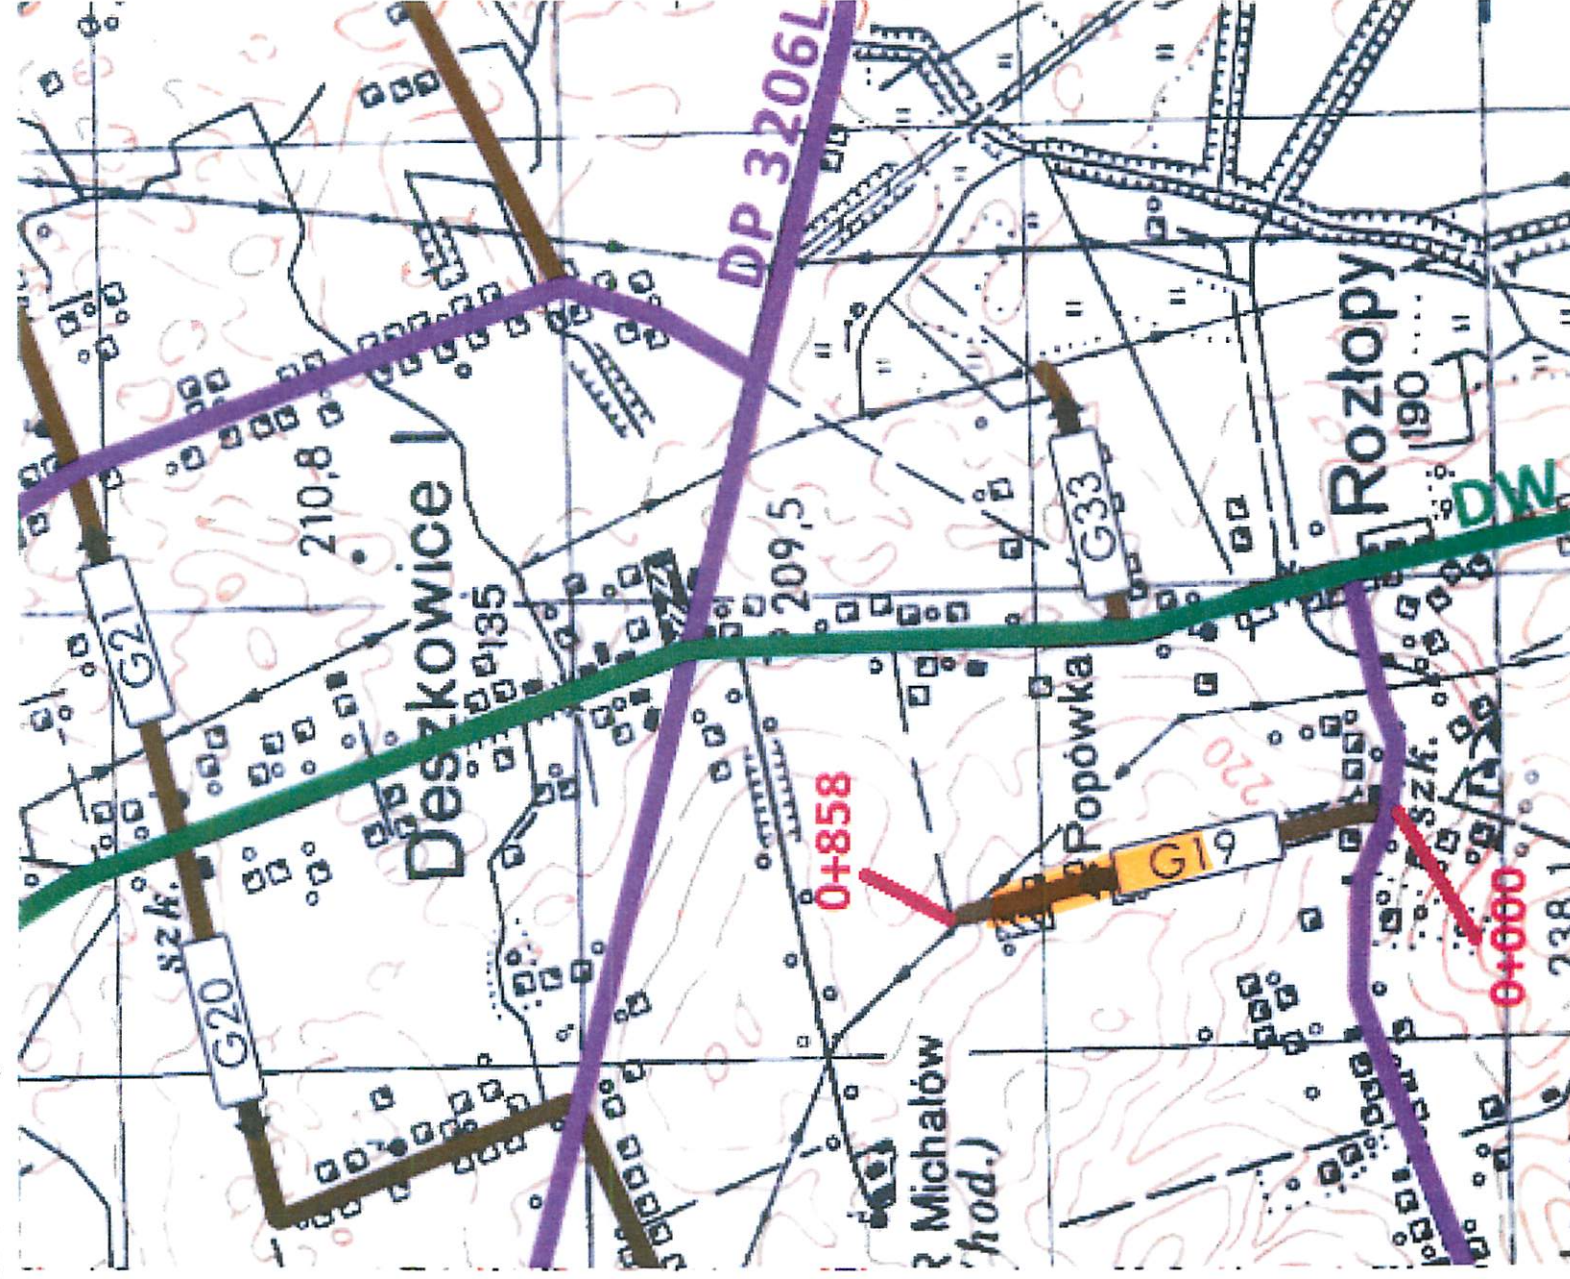 DP 3206L
Rozłopy
190
DW
210,8
Deszkowice I
135
209,5
G33
G21
G20
szk.
Popówka
220
szk.
0+858
G19
0+000
238,1
R Michałów
(hod.)